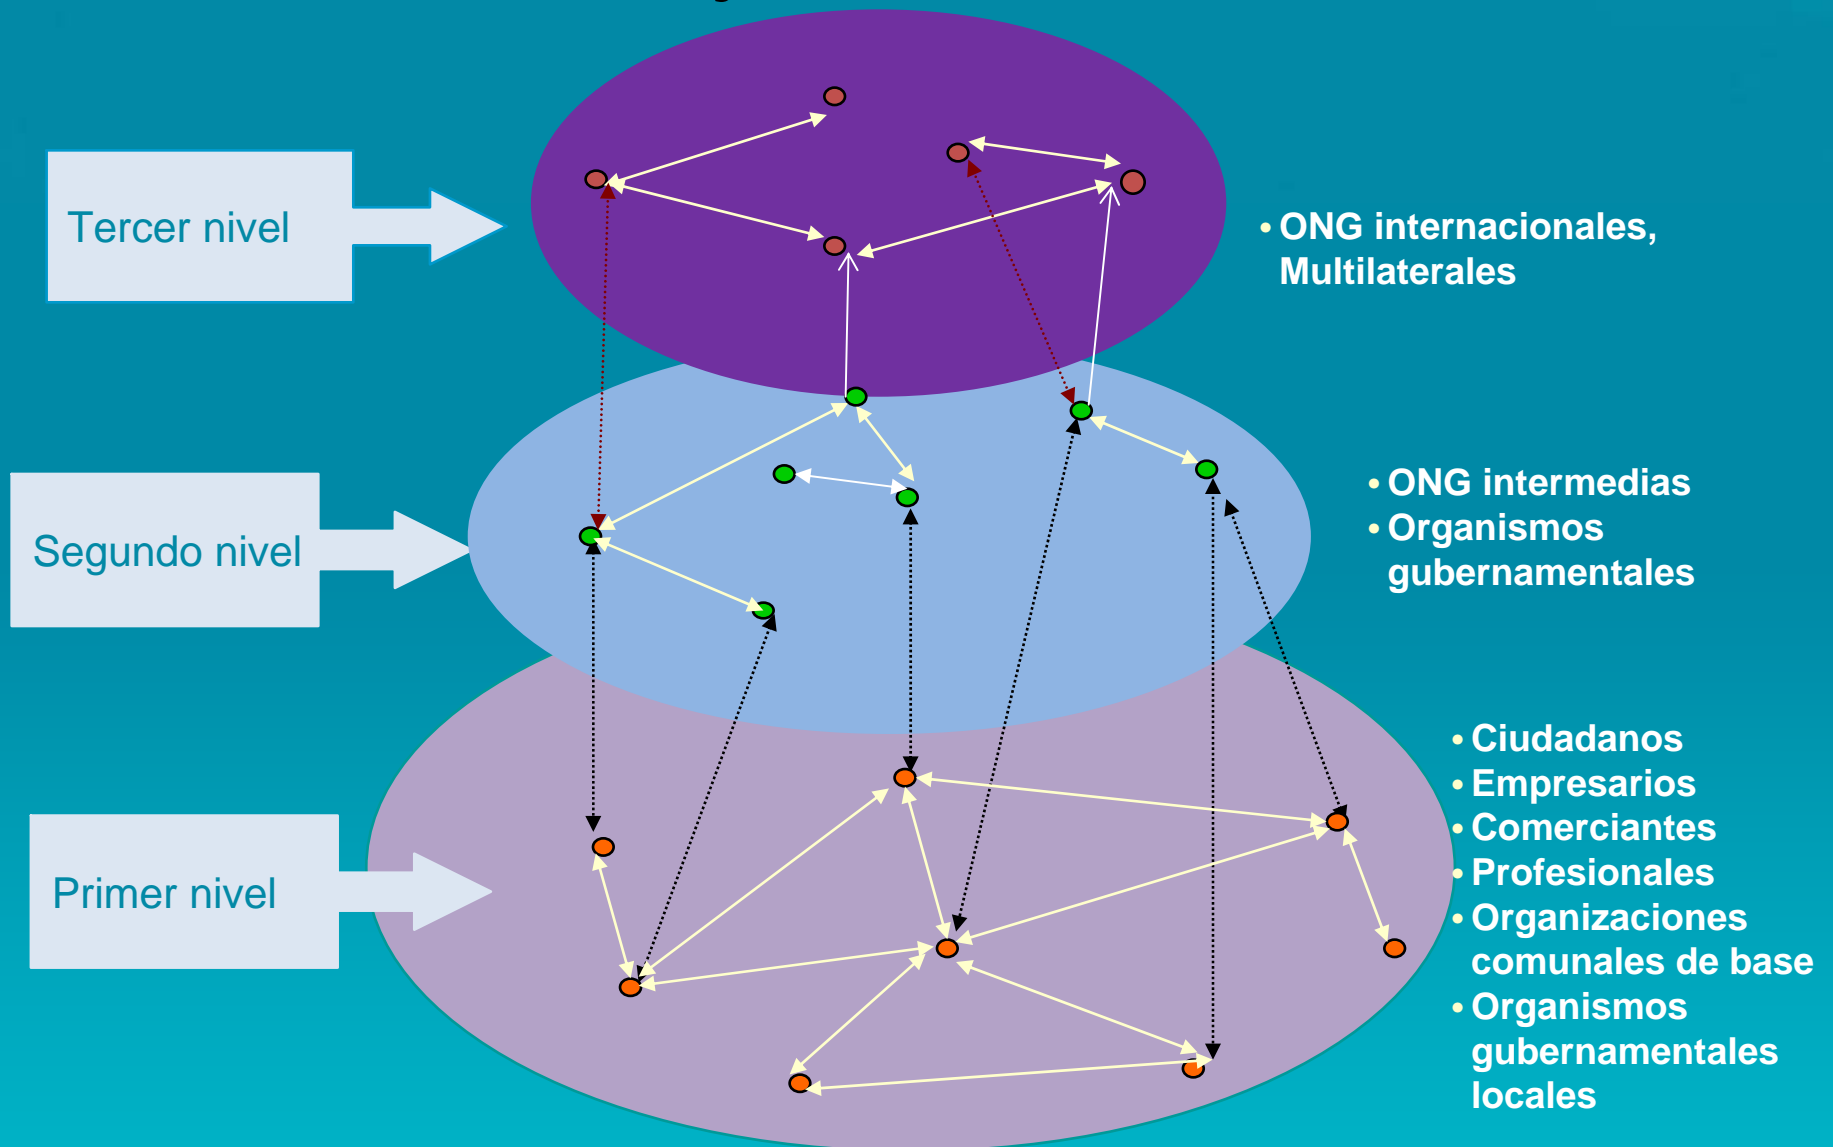 Tercer nivel
• ONG internacionales,
Multilaterales
Segundo nivel
• ONG intermedias
• Organismos
gubernamentales
Primer nivel
• Ciudadanos
• Empresarios
• Comerciantes
• Profesionales
• Organizaciones
comunales de base
• Organismos
gubernamentales
locales